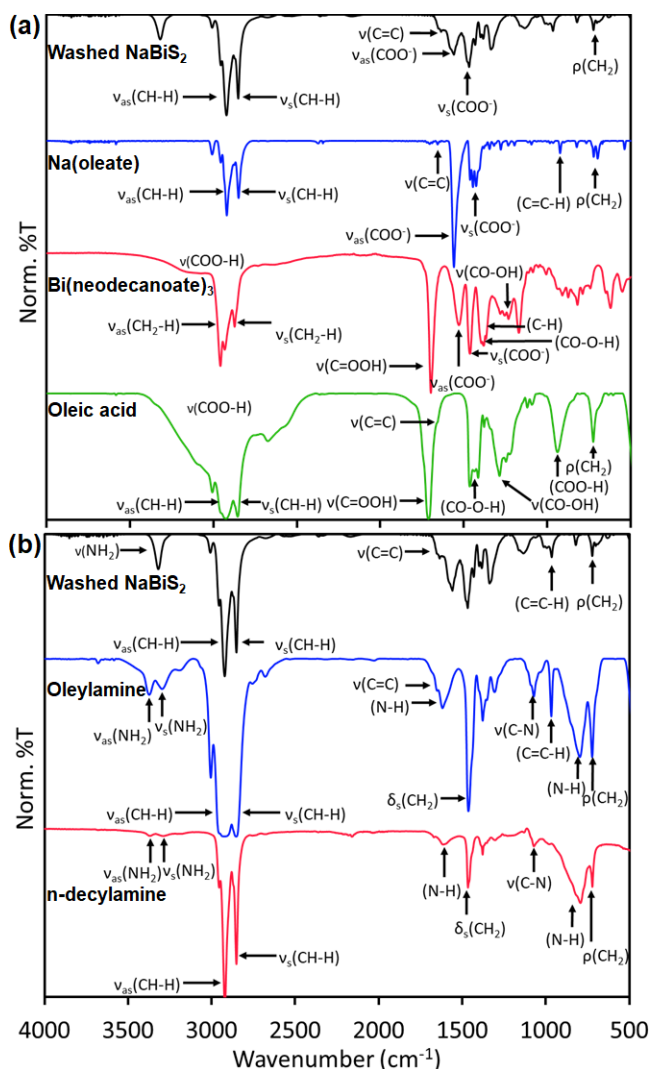 (a)
Washed NaBiS₂
ν(C=C)
νas(COO⁻)
ρ(CH₂)
νas(CH-H)
νs(CH-H)
νs(COO⁻)
Na(oleate)
νas(CH-H)
νs(CH-H)
ν(C=C)
(C=C-H)
ρ(CH₂)
νs(COO⁻)
νas(COO⁻)
ν(COO-H)
ν(CO-OH)
Bi(neodecanoate)₃
νas(CH₂-H)
νs(CH₂-H)
(C-H)
(CO-O-H)
νs(COO⁻)
ν(C=OOH)
νas(COO⁻)
ν(COO-H)
Oleic acid
ν(C=C)
ρ(CH₂)
(COO-H)
νas(CH-H)
νs(CH-H)
ν(C=OOH)
(CO-O-H)
ν(CO-OH)
Norm. %T
(b)
ν(NH₂)
ν(C=C)
Washed NaBiS₂
(C=C-H)
ρ(CH₂)
νas(CH-H)
νs(CH-H)
Oleylamine
ν(C=C)
(N-H)
νas(NH₂)
νs(NH₂)
ν(C-N)
(C=C-H)
(N-H)
ρ(CH₂)
νas(CH-H)
νs(CH-H)
δs(CH₂)
νas(NH₂)
νs(NH₂)
n-decylamine
(N-H)
ν(C-N)
δs(CH₂)
(N-H)
ρ(CH₂)
νs(CH-H)
νas(CH-H)
Norm. %T
4000 3500 3000 2500 2000 1500 1000 500
Wavenumber (cm⁻¹)